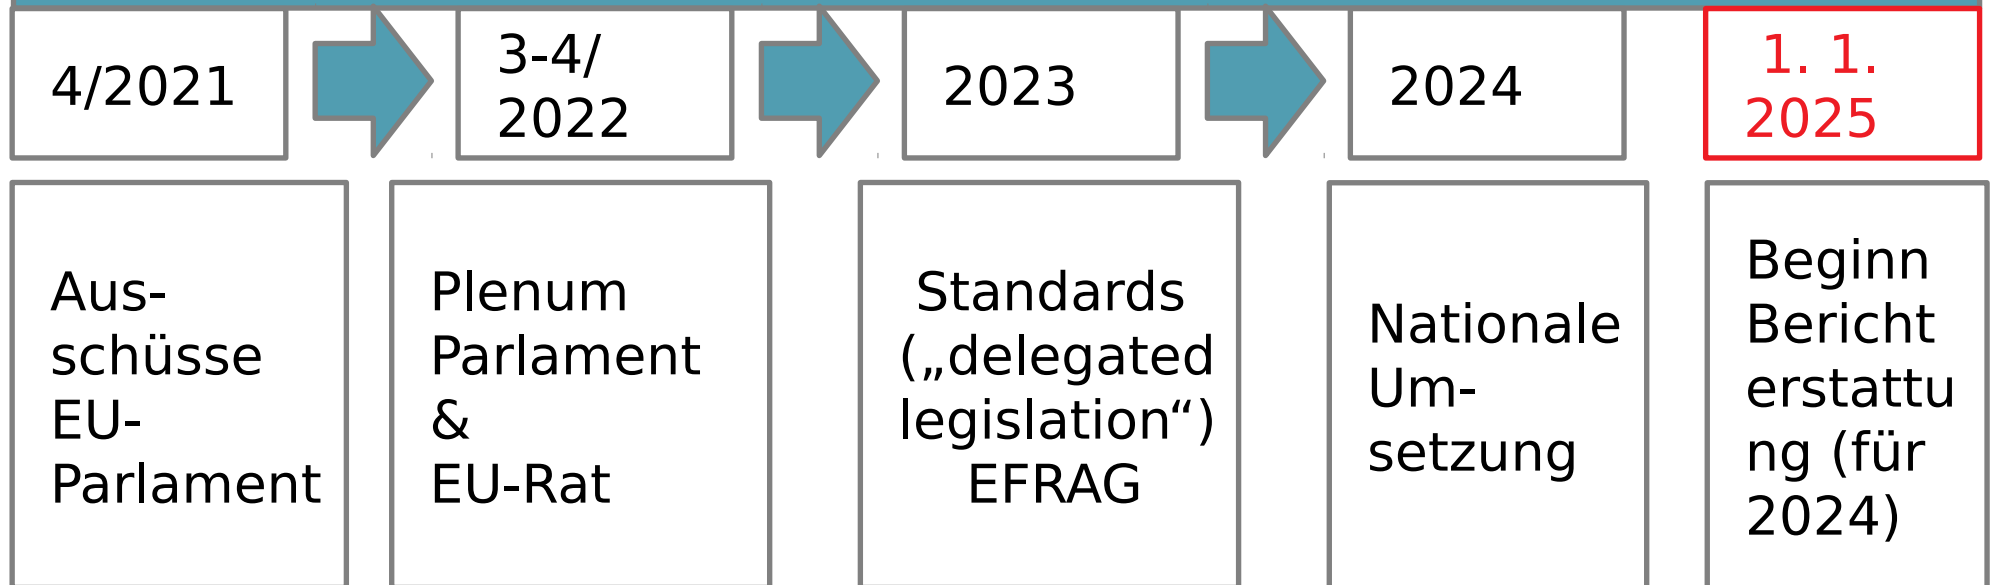 4/2021
3-4/
2022
2023
2024
1. 1.
2025
Aus-
schüsse
EU-
Parlament
Plenum
Parlament
&
EU-Rat
Standards
(„delegated
legislation“)
EFRAG
Nationale
Um-
setzung
Beginn
Bericht
erstattu
ng (für
2024)